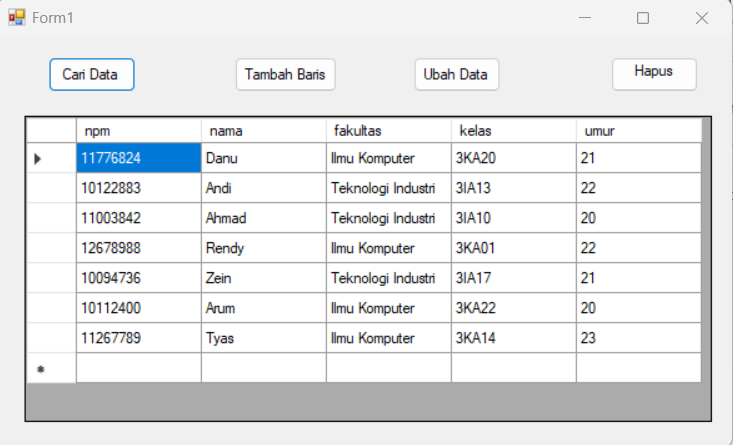 Form1
Cari Data Tambah Baris Ubah Data Hapus
npm nama fakultas kelas umur
11776824 Danu Ilmu Komputer 3KA20 21
10122883 Andi Teknologi Industri 3IA13 22
11003842 Ahmad Teknologi Industri 3IA10 20
12678988 Rendy Ilmu Komputer 3KA01 22
10094736 Zein Teknologi Industri 3IA17 21
10112400 Arum Ilmu Komputer 3KA22 20
11267789 Tyas Ilmu Komputer 3KA14 23